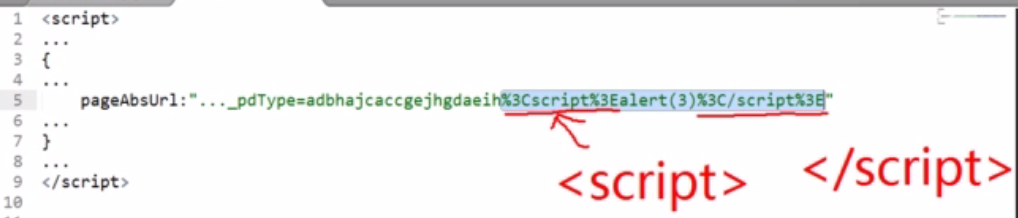 1 <script>
2 ...
3 {
4 ...
5 pageAbsUrl:"..._pdType=adbhajcaccgejhgdaeih%3Cscript%3Ealert(3)%3C/script%3E"
6 ...
7 }
8 ...
9 </script>
10
<script>
</script>